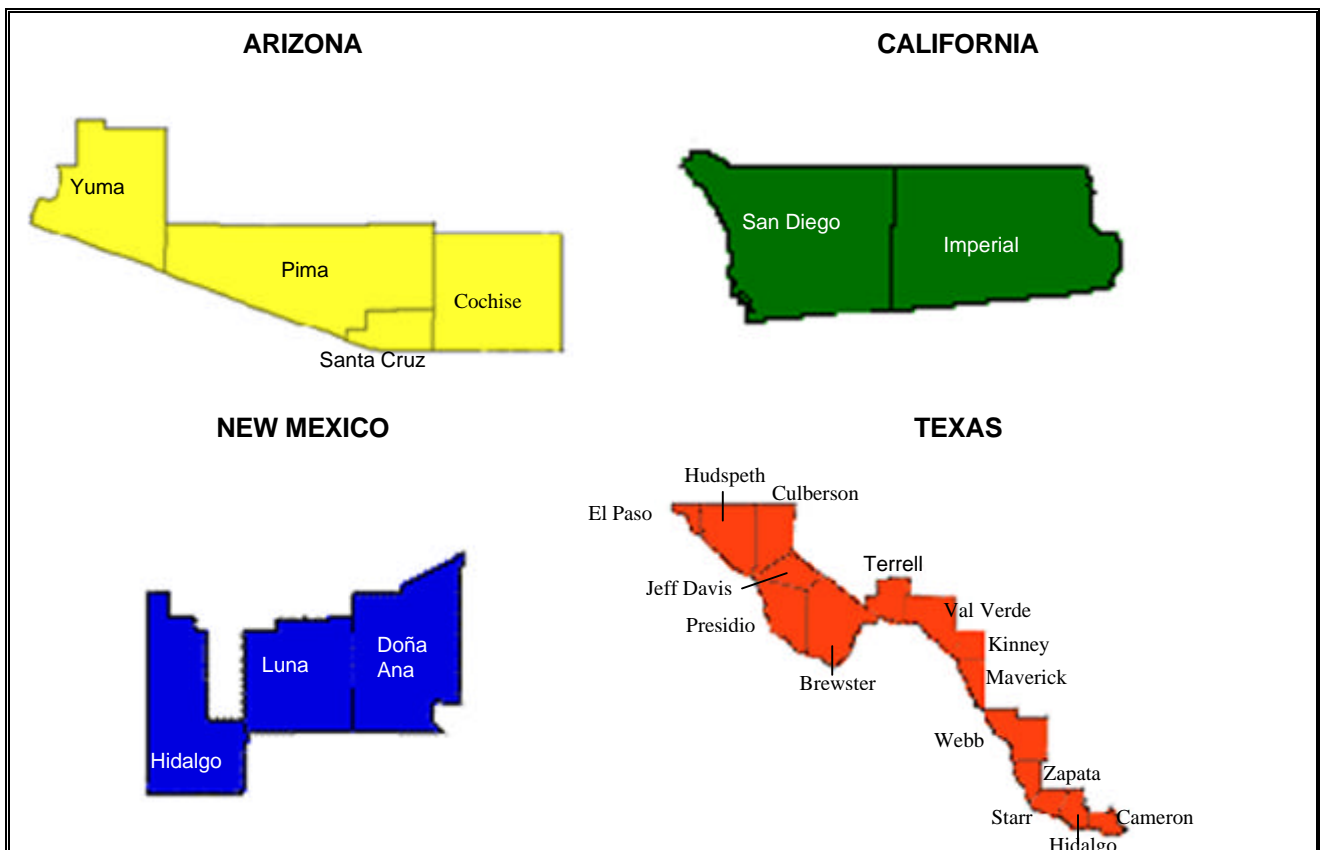 ARIZONA
Yuma
Pima
Cochise
Santa Cruz
CALIFORNIA
San Diego
Imperial
NEW MEXICO
Hidalgo
Luna
Doña
Ana
TEXAS
Hudspeth
Culberson
El Paso
Terrell
Jeff Davis
Val Verde
Presidio
Kinney
Brewster
Maverick
Webb
Zapata
Starr
Cameron
Hidalgo